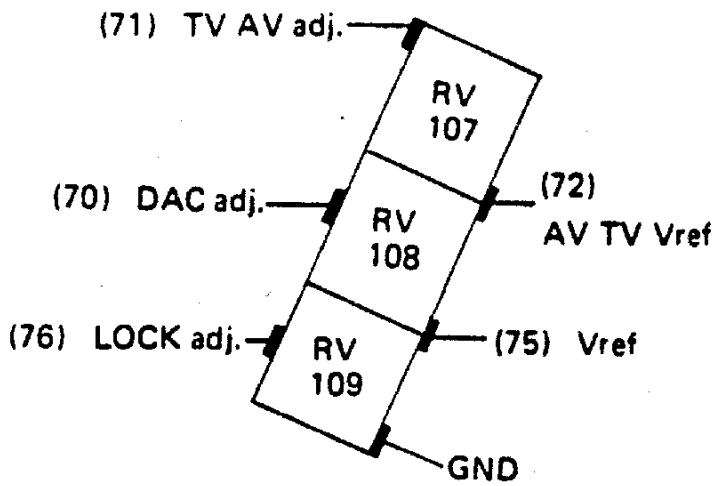 (71) TV AV adj.
RV
107
(70) DAC adj.
RV
108
(72)
AV TV Vref
(76) LOCK adj.
RV
109
(75) Vref
GND